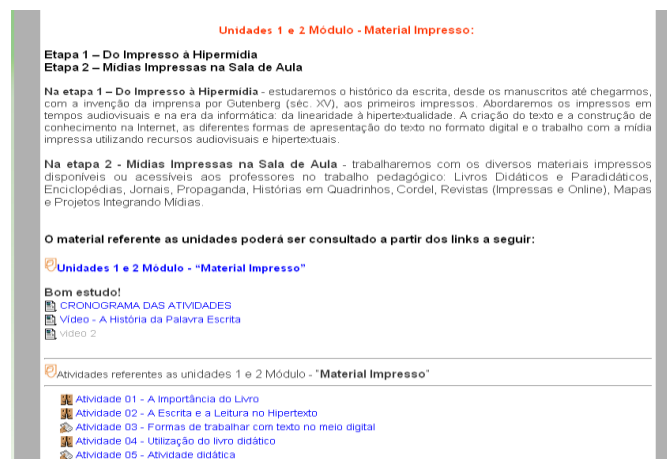 Unidades 1 e 2 Módulo - Material Impresso:
Etapa 1 – Do Impresso à Hipermídia
Etapa 2 – Mídias Impressas na Sala de Aula
Na etapa 1 – Do Impresso à Hipermídia - estudaremos o histórico da escrita, desde os manuscritos até chegarmos,
com a invenção da imprensa por Gutenberg (séc. XV), aos primeiros impressos. Abordaremos os impressos em
tempos audiovisuais e na era da informática: da linearidade à hipertextualidade. A criação do texto e a construção de
conhecimento na Internet, as diferentes formas de apresentação do texto no formato digital e o trabalho com a mídia
impressa utilizando recursos audiovisuais e hipertextuais.
Na etapa 2 - Mídias Impressas na Sala de Aula - trabalharemos com os diversos materiais impressos
disponíveis ou acessíveis aos professores no trabalho pedagógico: Livros Didáticos e Paradidáticos,
Enciclopédias, Jornais, Propaganda, Histórias em Quadrinhos, Cordel, Revistas (Impressas e Online), Mapas
e Projetos Integrando Mídias.
O material referente as unidades poderá ser consultado a partir dos links a seguir:
Unidades 1 e 2 Módulo - “Material Impresso”
Bom estudo!
CRONOGRAMA DAS ATIVIDADES
Vídeo - A História da Palavra Escrita
video 2
Atividades referentes as unidades 1 e 2 Módulo - "Material Impresso"
Atividade 01 - A Importância do Livro
Atividade 02 - A Escrita e a Leitura no Hipertexto
Atividade 03 - Formas de trabalhar com texto no meio digital
Atividade 04 - Utilização do livro didático
Atividade 05 - Atividade didática